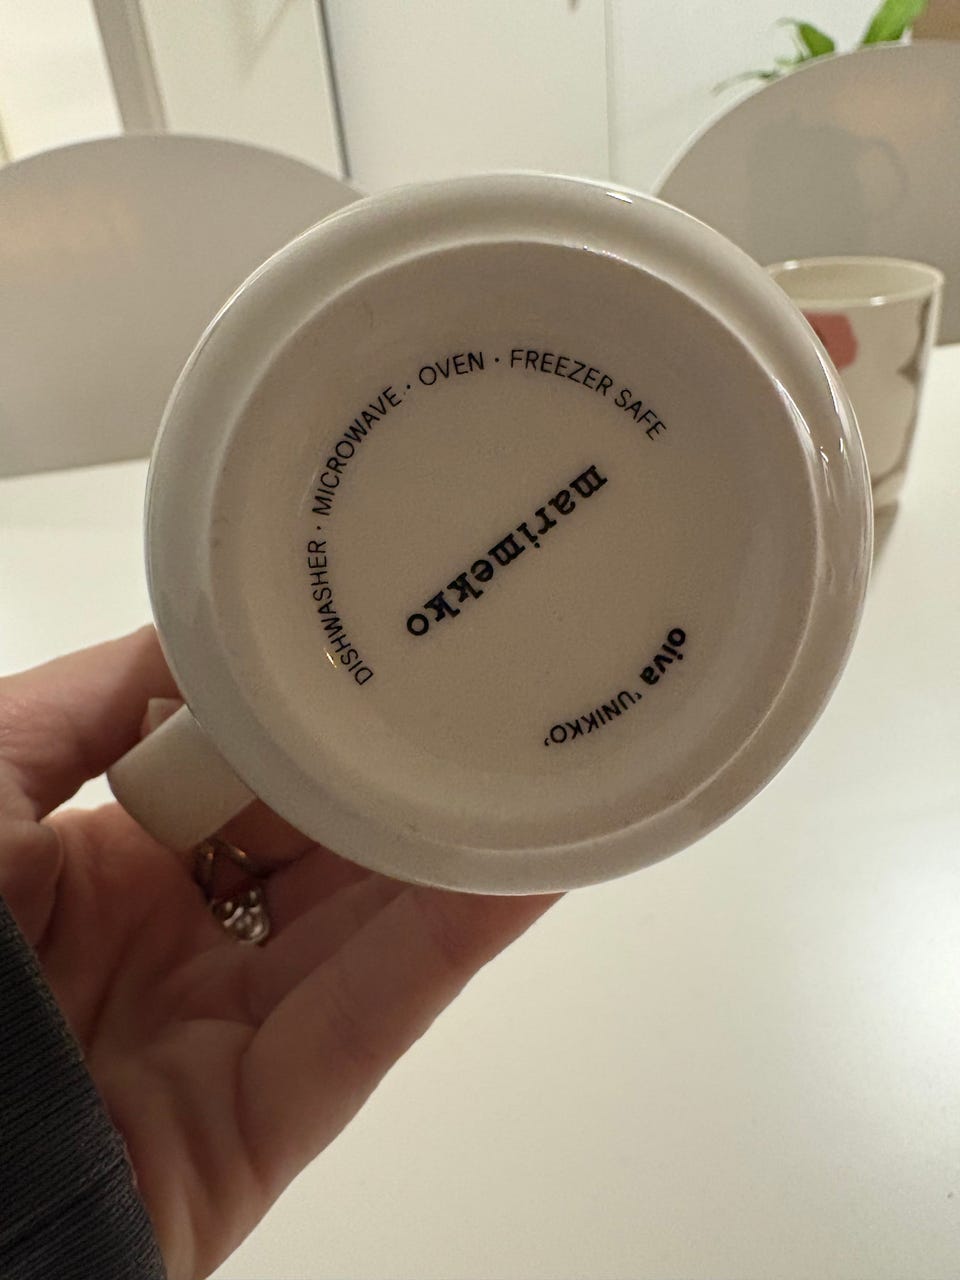 DISHWASHER · MICROWAVE · OVEN · FREEZER SAFE
marimekko
oiva 'UNIKKO'